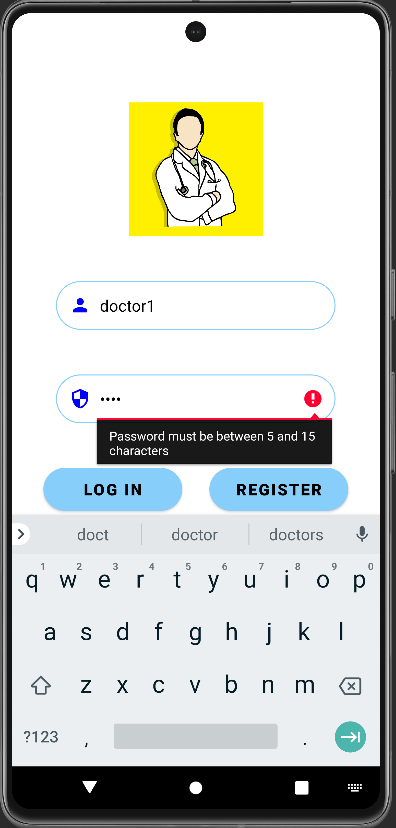 doctor1
••••
Password must be between 5 and 15
characters
LOG IN
REGISTER
doct
doctor
doctors
1 2 3 4 5 6 7 8 9 0
q w e r t y u i o p
a s d f g h j k l
z x c v b n m
?123 , .